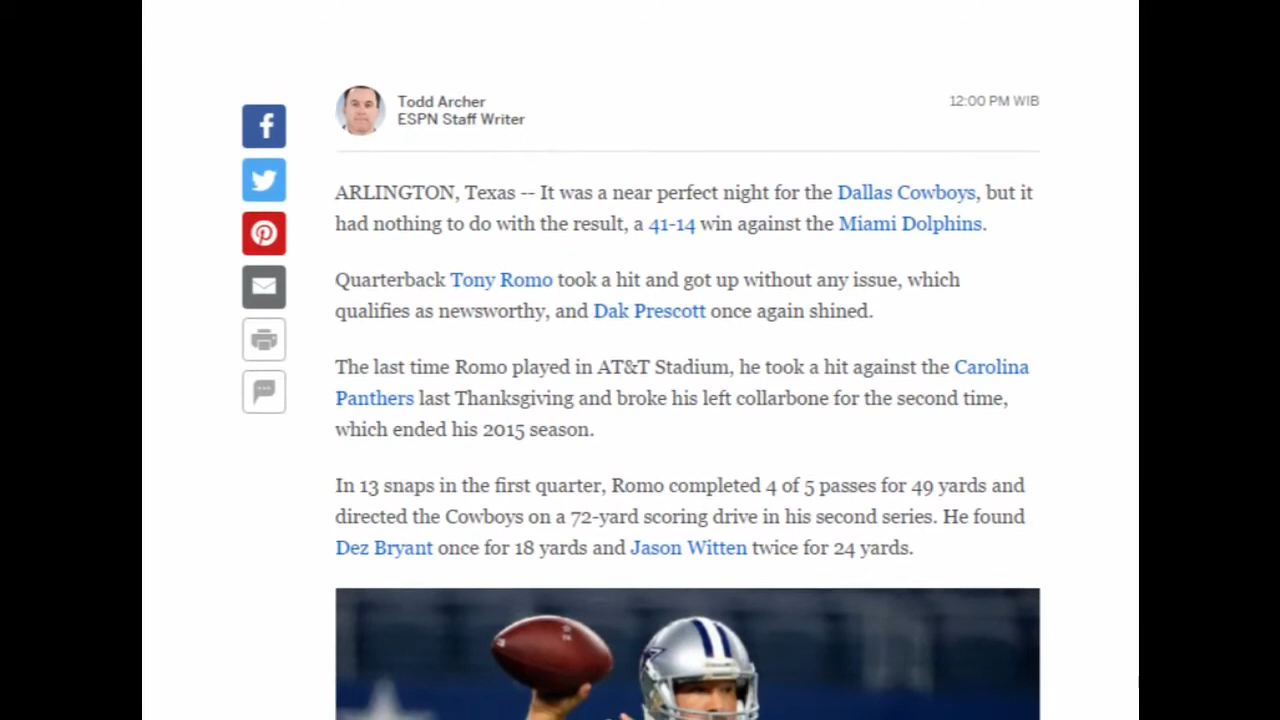 Todd Archer
ESPN Staff Writer
12:00 PM WIB
ARLINGTON, Texas -- It was a near perfect night for the Dallas Cowboys, but it
had nothing to do with the result, a 41-14 win against the Miami Dolphins.
Quarterback Tony Romo took a hit and got up without any issue, which
qualifies as newsworthy, and Dak Prescott once again shined.
The last time Romo played in AT&T Stadium, he took a hit against the Carolina
Panthers last Thanksgiving and broke his left collarbone for the second time,
which ended his 2015 season.
In 13 snaps in the first quarter, Romo completed 4 of 5 passes for 49 yards and
directed the Cowboys on a 72-yard scoring drive in his second series. He found
Dez Bryant once for 18 yards and Jason Witten twice for 24 yards.